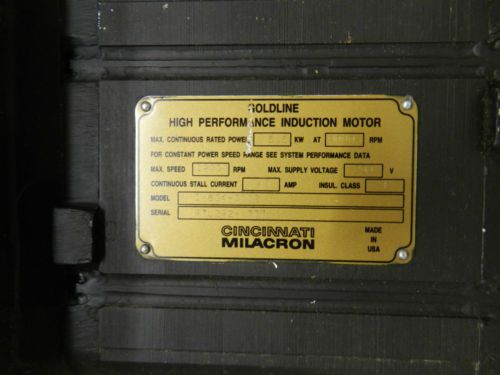 GOLDLINE
HIGH PERFORMANCE INDUCTION MOTOR
MAX. CONTINUOUS RATED POWER KW AT RPM
FOR CONSTANT POWER SPEED RANGE SEE SYSTEM PERFORMANCE DATA
MAX. SPEED RPM MAX. SUPPLY VOLTAGE V
CONTINUOUS STALL CURRENT AMP INSUL. CLASS
MODEL
SERIAL
CINCINNATI
MILACRON
MADE
IN
USA